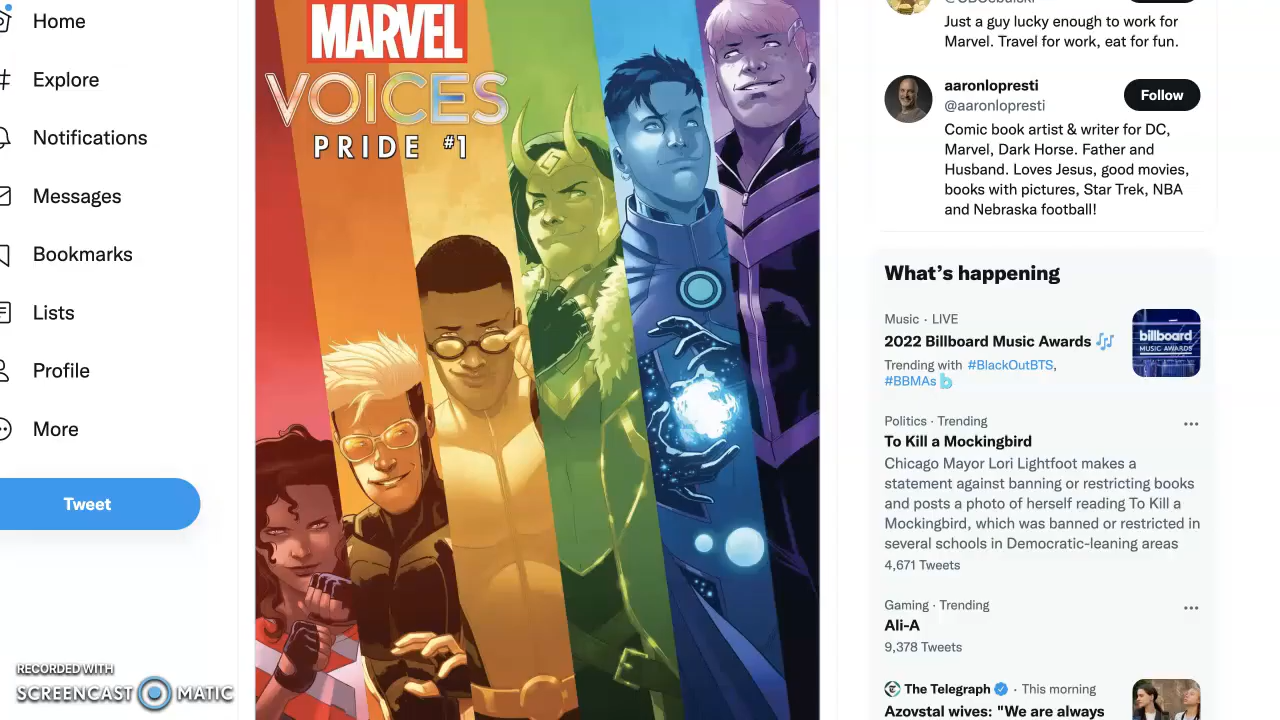 Home
Explore
Notifications
Messages
Bookmarks
Lists
Profile
More
Tweet
RECORDED WITH
SCREENCAST MATIC
MARVEL
VOICES
PRIDE #1
Just a guy lucky enough to work for
Marvel. Travel for work, eat for fun.
aaronlopresti
@aaronlopresti
Follow
Comic book artist & writer for DC,
Marvel, Dark Horse. Father and
Husband. Loves Jesus, good movies,
books with pictures, Star Trek, NBA
and Nebraska football!
What's happening
Music · LIVE
2022 Billboard Music Awards
Trending with #BlackOutBTS,
#BBMAs
billboard
MUSIC AWARDS
Politics · Trending
To Kill a Mockingbird
Chicago Mayor Lori Lightfoot makes a
statement against banning or restricting books
and posts a photo of herself reading To Kill a
Mockingbird, which was banned or restricted in
several schools in Democratic-leaning areas
4,671 Tweets
Gaming · Trending
Ali-A
9,378 Tweets
The Telegraph · This morning
Azovstal wives: "We are always